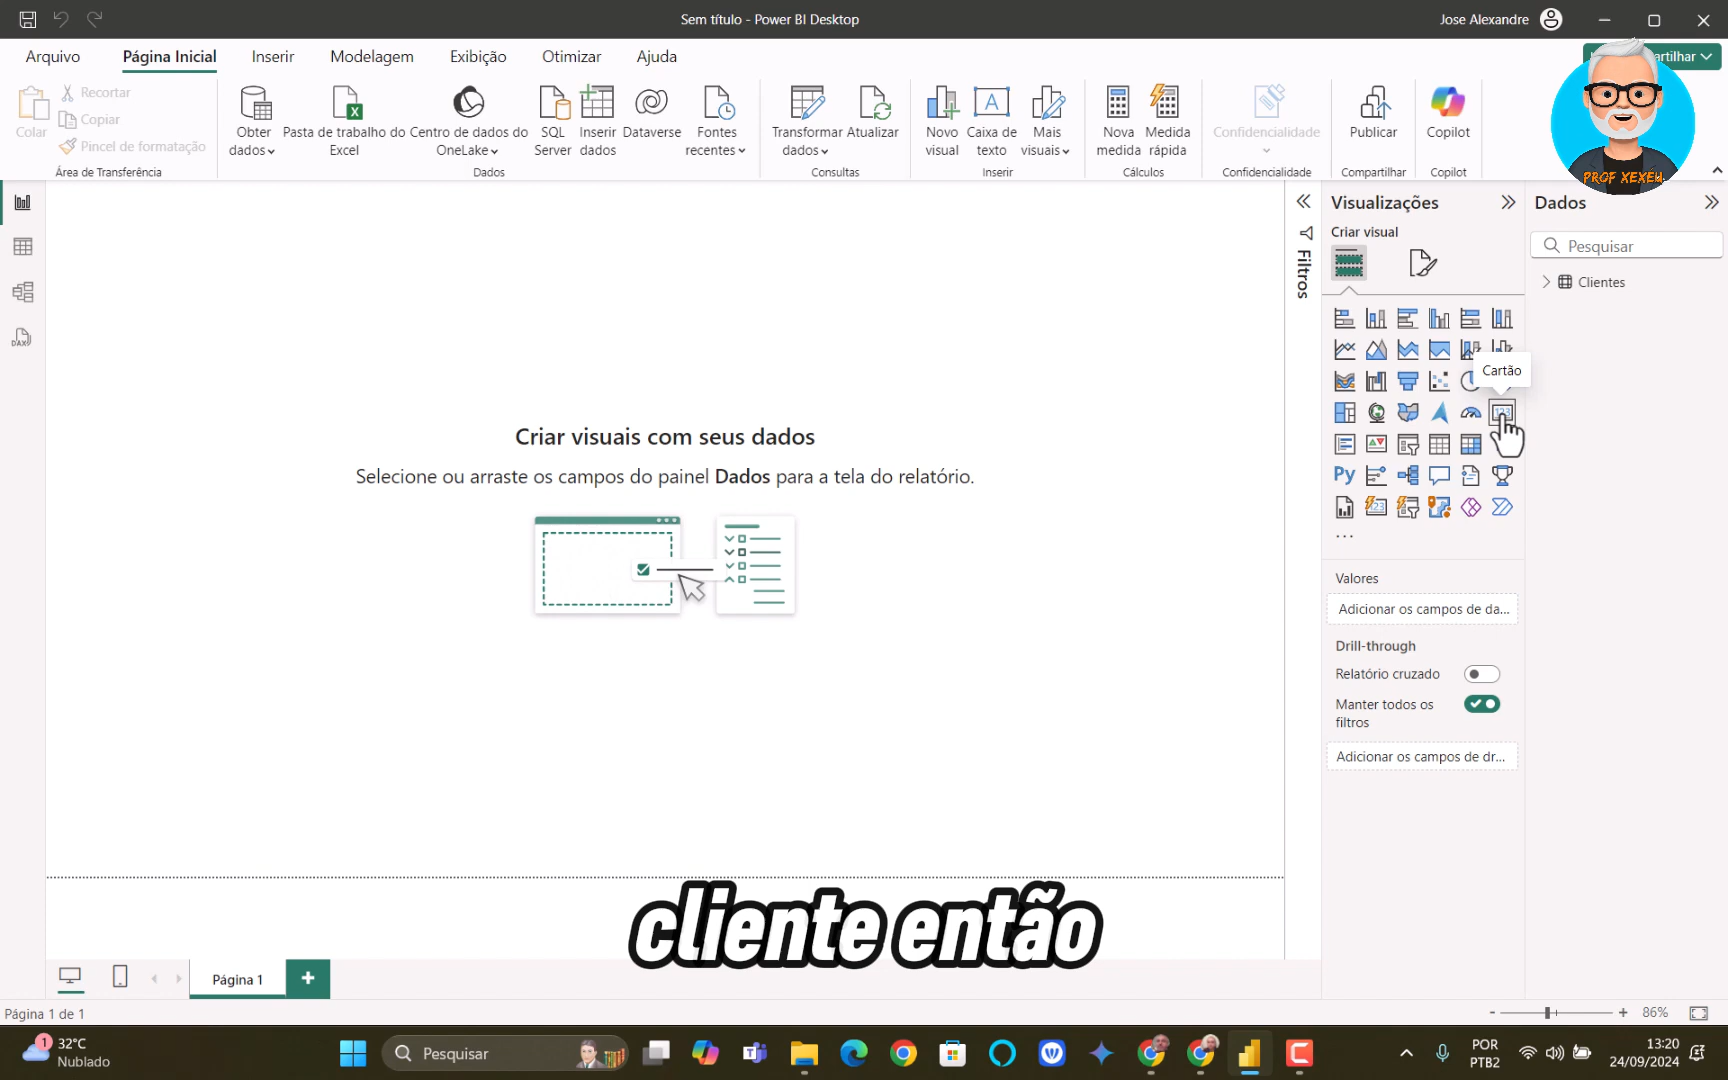 Sem título - Power BI Desktop
Jose Alexandre
Arquivo
Página Inicial
Inserir
Modelagem
Exibição
Otimizar
Ajuda
artilhar
Colar
Recortar
Copiar
Pincel de formatação
Área de Transferência
Obter
dados
Pasta de trabalho do
Excel
Centro de dados do
OneLake
SQL
Server
Inserir
dados
Dataverse
Fontes
recentes
Dados
Transformar
dados
Atualizar
Consultas
Novo
visual
Caixa de
texto
Mais
visuais
Inserir
Nova
medida
Medida
rápida
Cálculos
Confidencialidade
Confidencialidade
Publicar
Compartilhar
Copilot
Copilot
PROF XEXEU
Filtros
Visualizações
Criar visual
Cartão
123
Py
123
...
Valores
Adicionar os campos de da...
Drill-through
Relatório cruzado
Manter todos os
filtros
Adicionar os campos de dr...
Dados
Pesquisar
Clientes
DAX
Criar visuais com seus dados
Selecione ou arraste os campos do painel Dados para a tela do relatório.
cliente então
Página 1
+
Página 1 de 1
- + 86%
1
32°C
Nublado
Pesquisar
POR
PTB2
13:20
24/09/2024